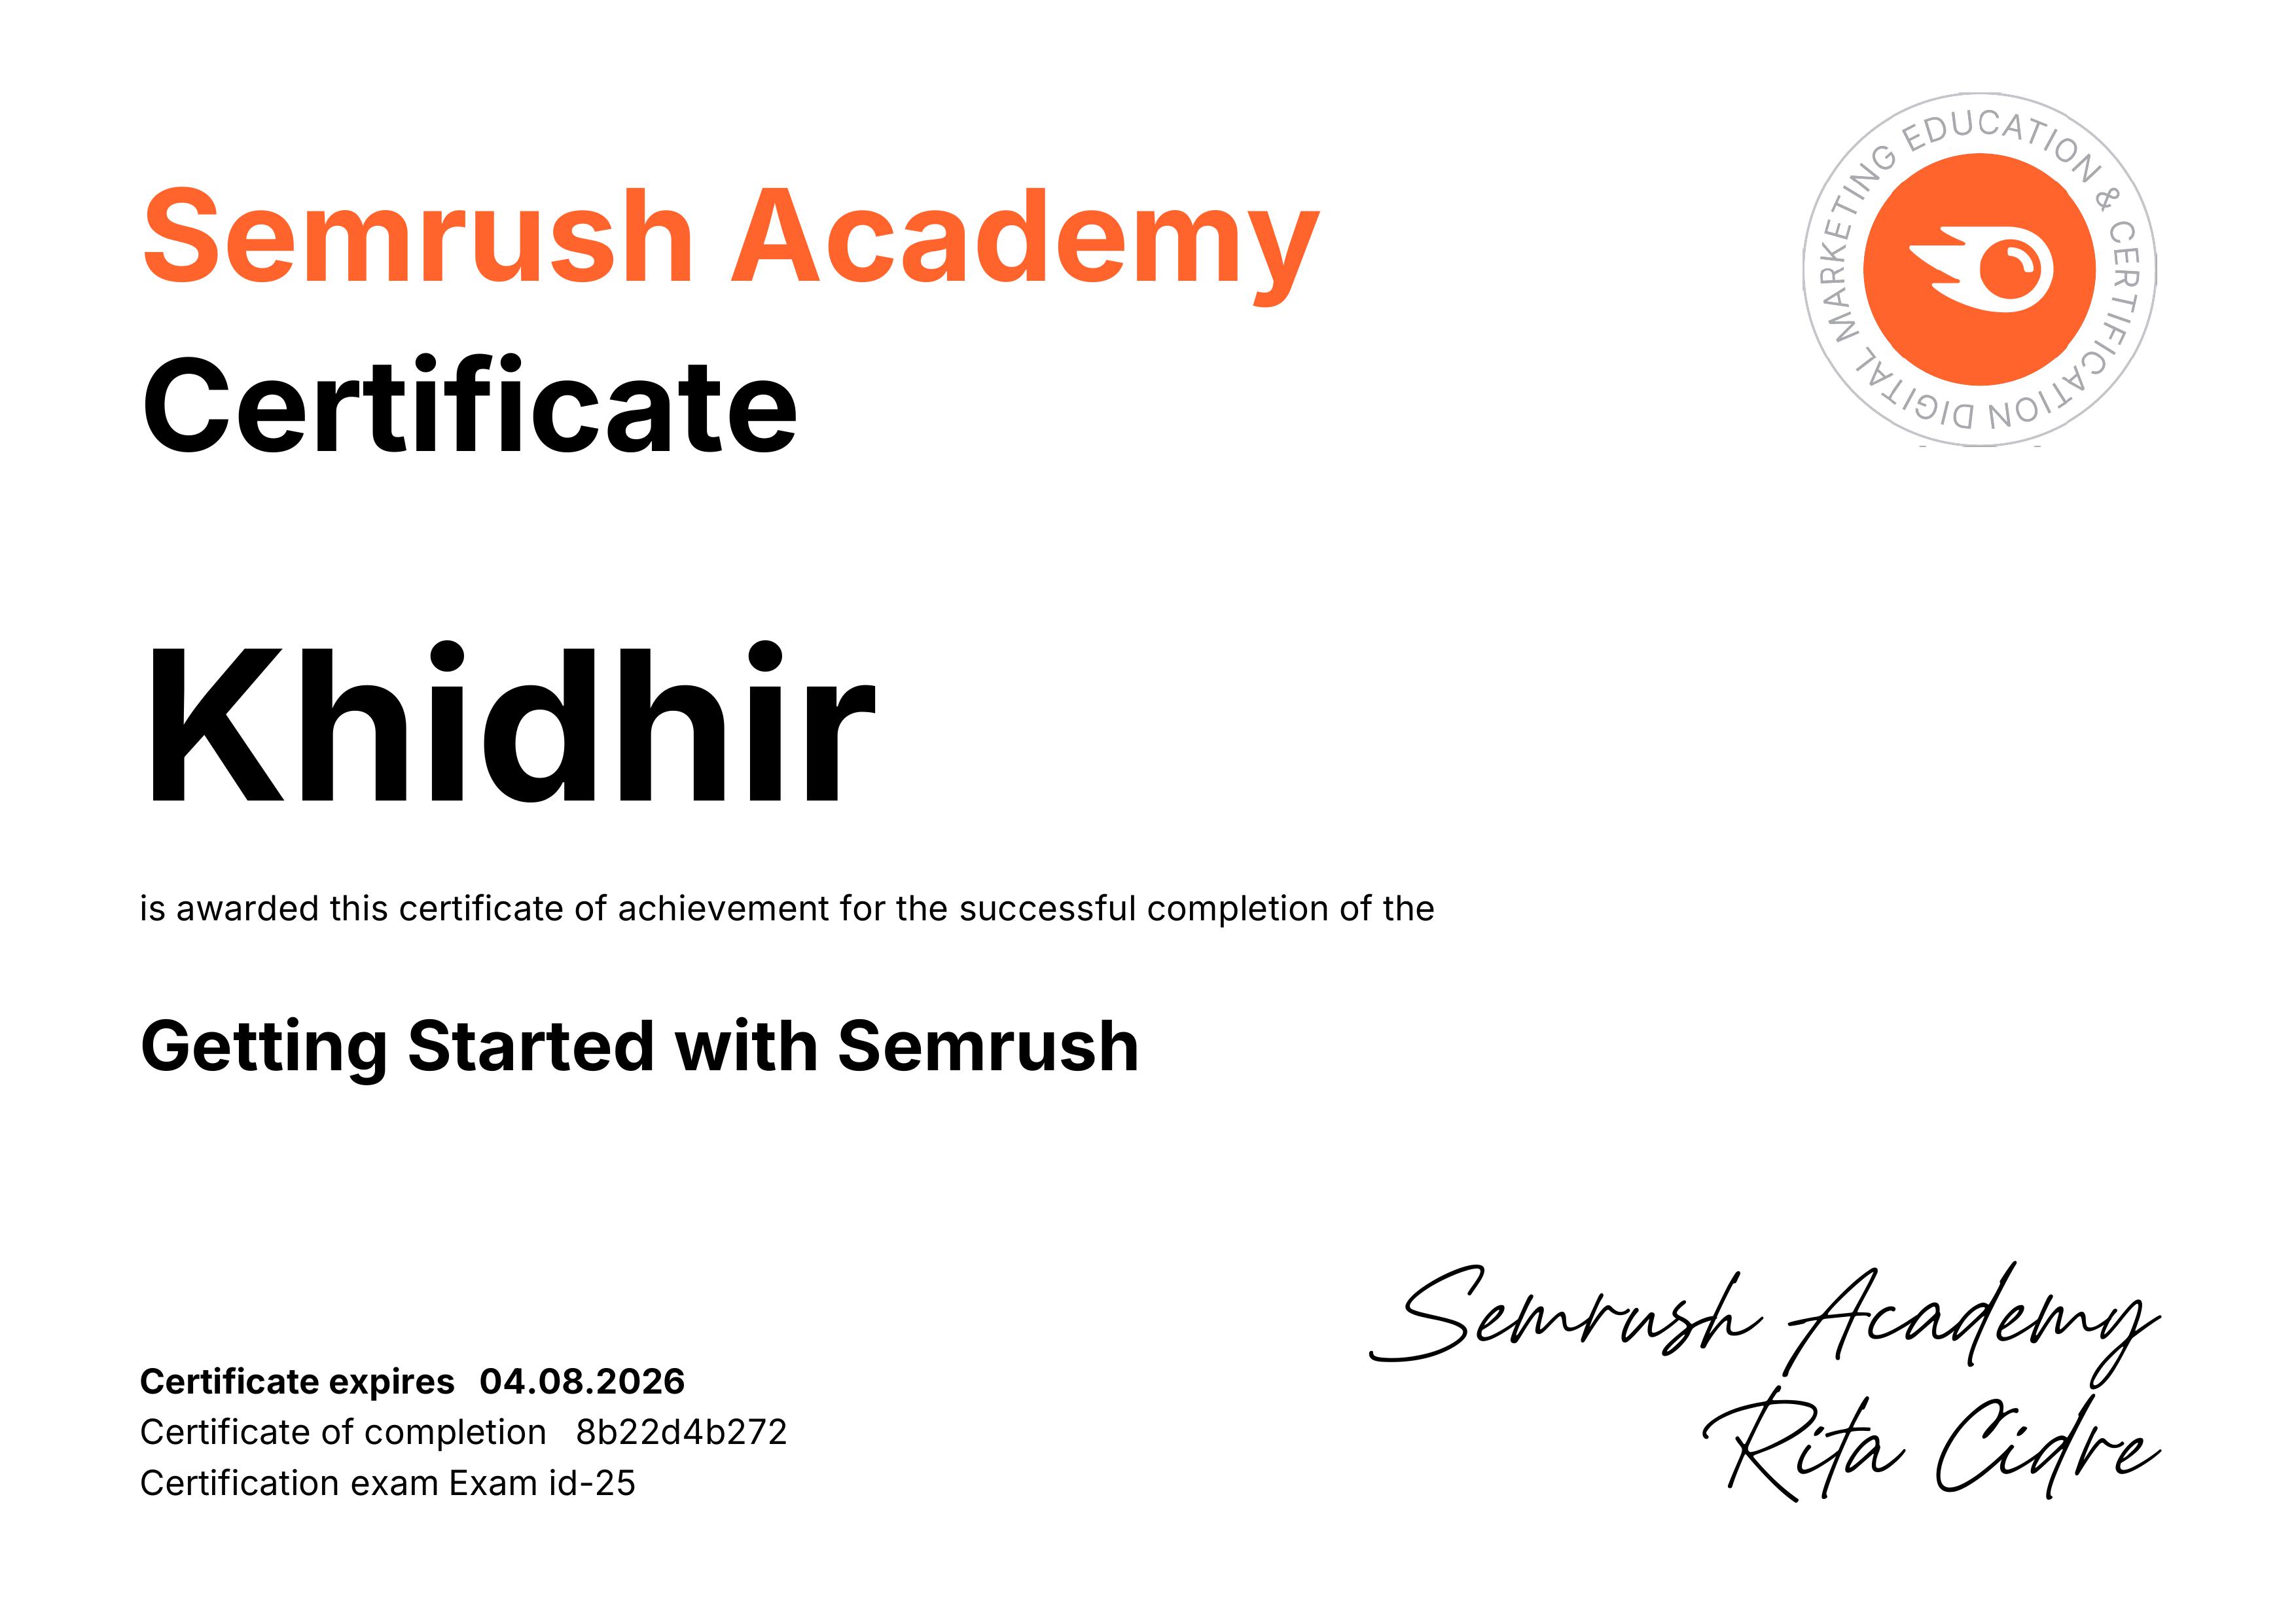 Semrush Academy
Certificate
DIGITAL MARKETING EDUCATION & CERTIFICATION
Khidhir
is awarded this certificate of achievement for the successful completion of the
Getting Started with Semrush
Semrush Academy
Rita Cidre
Certificate expires 04.08.2026
Certificate of completion 8b22d4b272
Certification exam Exam id-25